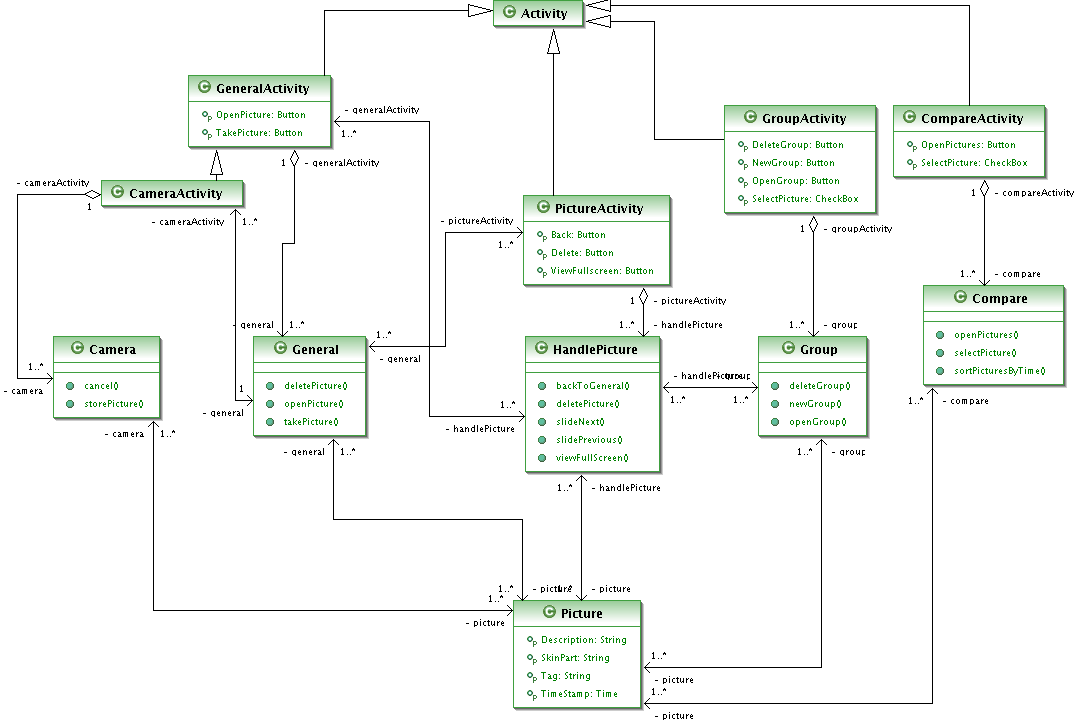 C Activity
C GeneralActivity
OpenPicture: Button
TakePicture: Button
- generalActivity
1..*
C GroupActivity
DeleteGroup: Button
NewGroup: Button
OpenGroup: Button
SelectPicture: CheckBox
C CompareActivity
OpenPictures: Button
SelectPicture: CheckBox
1
- generalActivity
- cameraActivity
1
C CameraActivity
- cameraActivity
1..*
1
- compareActivity
- pictureActivity
1..*
C PictureActivity
Back: Button
Delete: Button
ViewFullscreen: Button
1
- groupActivity
1..*
- compare
1
- pictureActivity
C Compare
openPictures()
selectPicture()
sortPicturesByTime()
- general
1..*
1..*
- general
1..*
- handlePicture
1..*
- group
C Camera
cancel()
storePicture()
1..*
- camera
C General
deletePicture()
openPicture()
takePicture()
1
- general
C HandlePicture
backToGeneral()
deletePicture()
slideNext()
slidePrevious()
viewFullScreen()
1..*
- handlePicture
- handlePicture
- group
1..*
1..*
C Group
deleteGroup()
newGroup()
openGroup()
1..*
- compare
- camera
1..*
- general
1..*
1..*
- group
1..*
- handlePicture
1..*
- picture
1..*
- picture
1..*
- picture
C Picture
Description: String
SkinPart: String
Tag: String
TimeStamp: Time
1..*
- picture
1..*
- picture